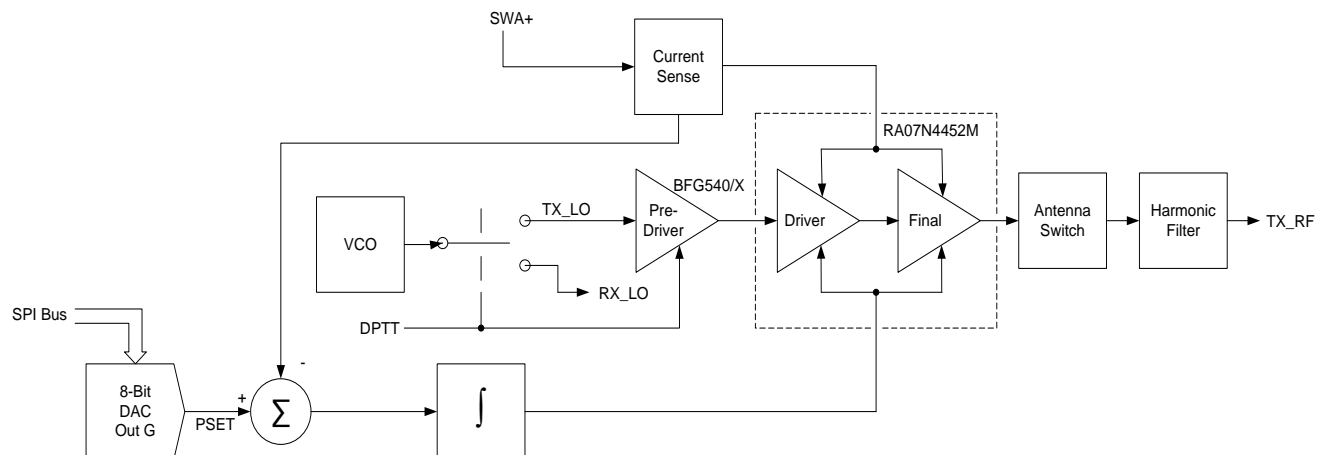 SWA+
Current
Sense
RA07N4452M
BFG540/X
TX_LO
Pre-
Driver
Driver
Final
Antenna
Switch
Harmonic
Filter
TX_RF
VCO
RX_LO
SPI Bus
DPTT
-
8-Bit
DAC
Out G
+
PSET
Σ
∫